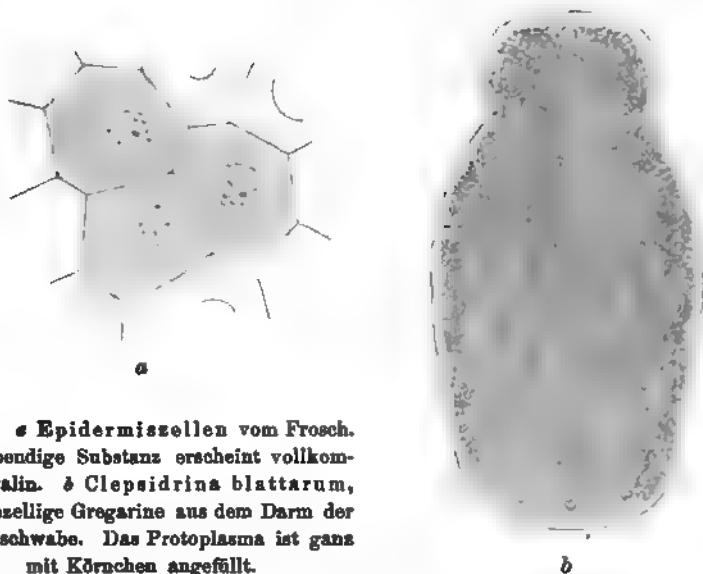 a
a Epidermiszellen vom Frosch.
bendige Substanz erscheint vollkom-
alin. b Clepsidrina blattarum,
zellige Gregarine aus dem Darm der
schwabe. Das Protoplasma ist ganz
mit Körnchen angefüllt.
b